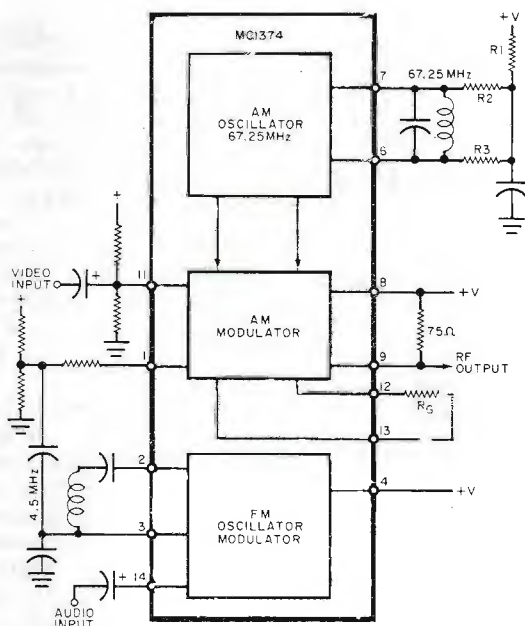 MC1374
+V
R1
7
67.25 MHz
R2
AM
OSCILLATOR
67.25MHz
6
R3
+
VIDEO
INPUT
+
11
8
+V
AM
MODULATOR
75Ω
+
1
9
RF
OUTPUT
12
RG
13
4.5 MHz
2
4
+V
FM
OSCILLATOR
MODULATOR
3
+
14
AUDIO
INPUT